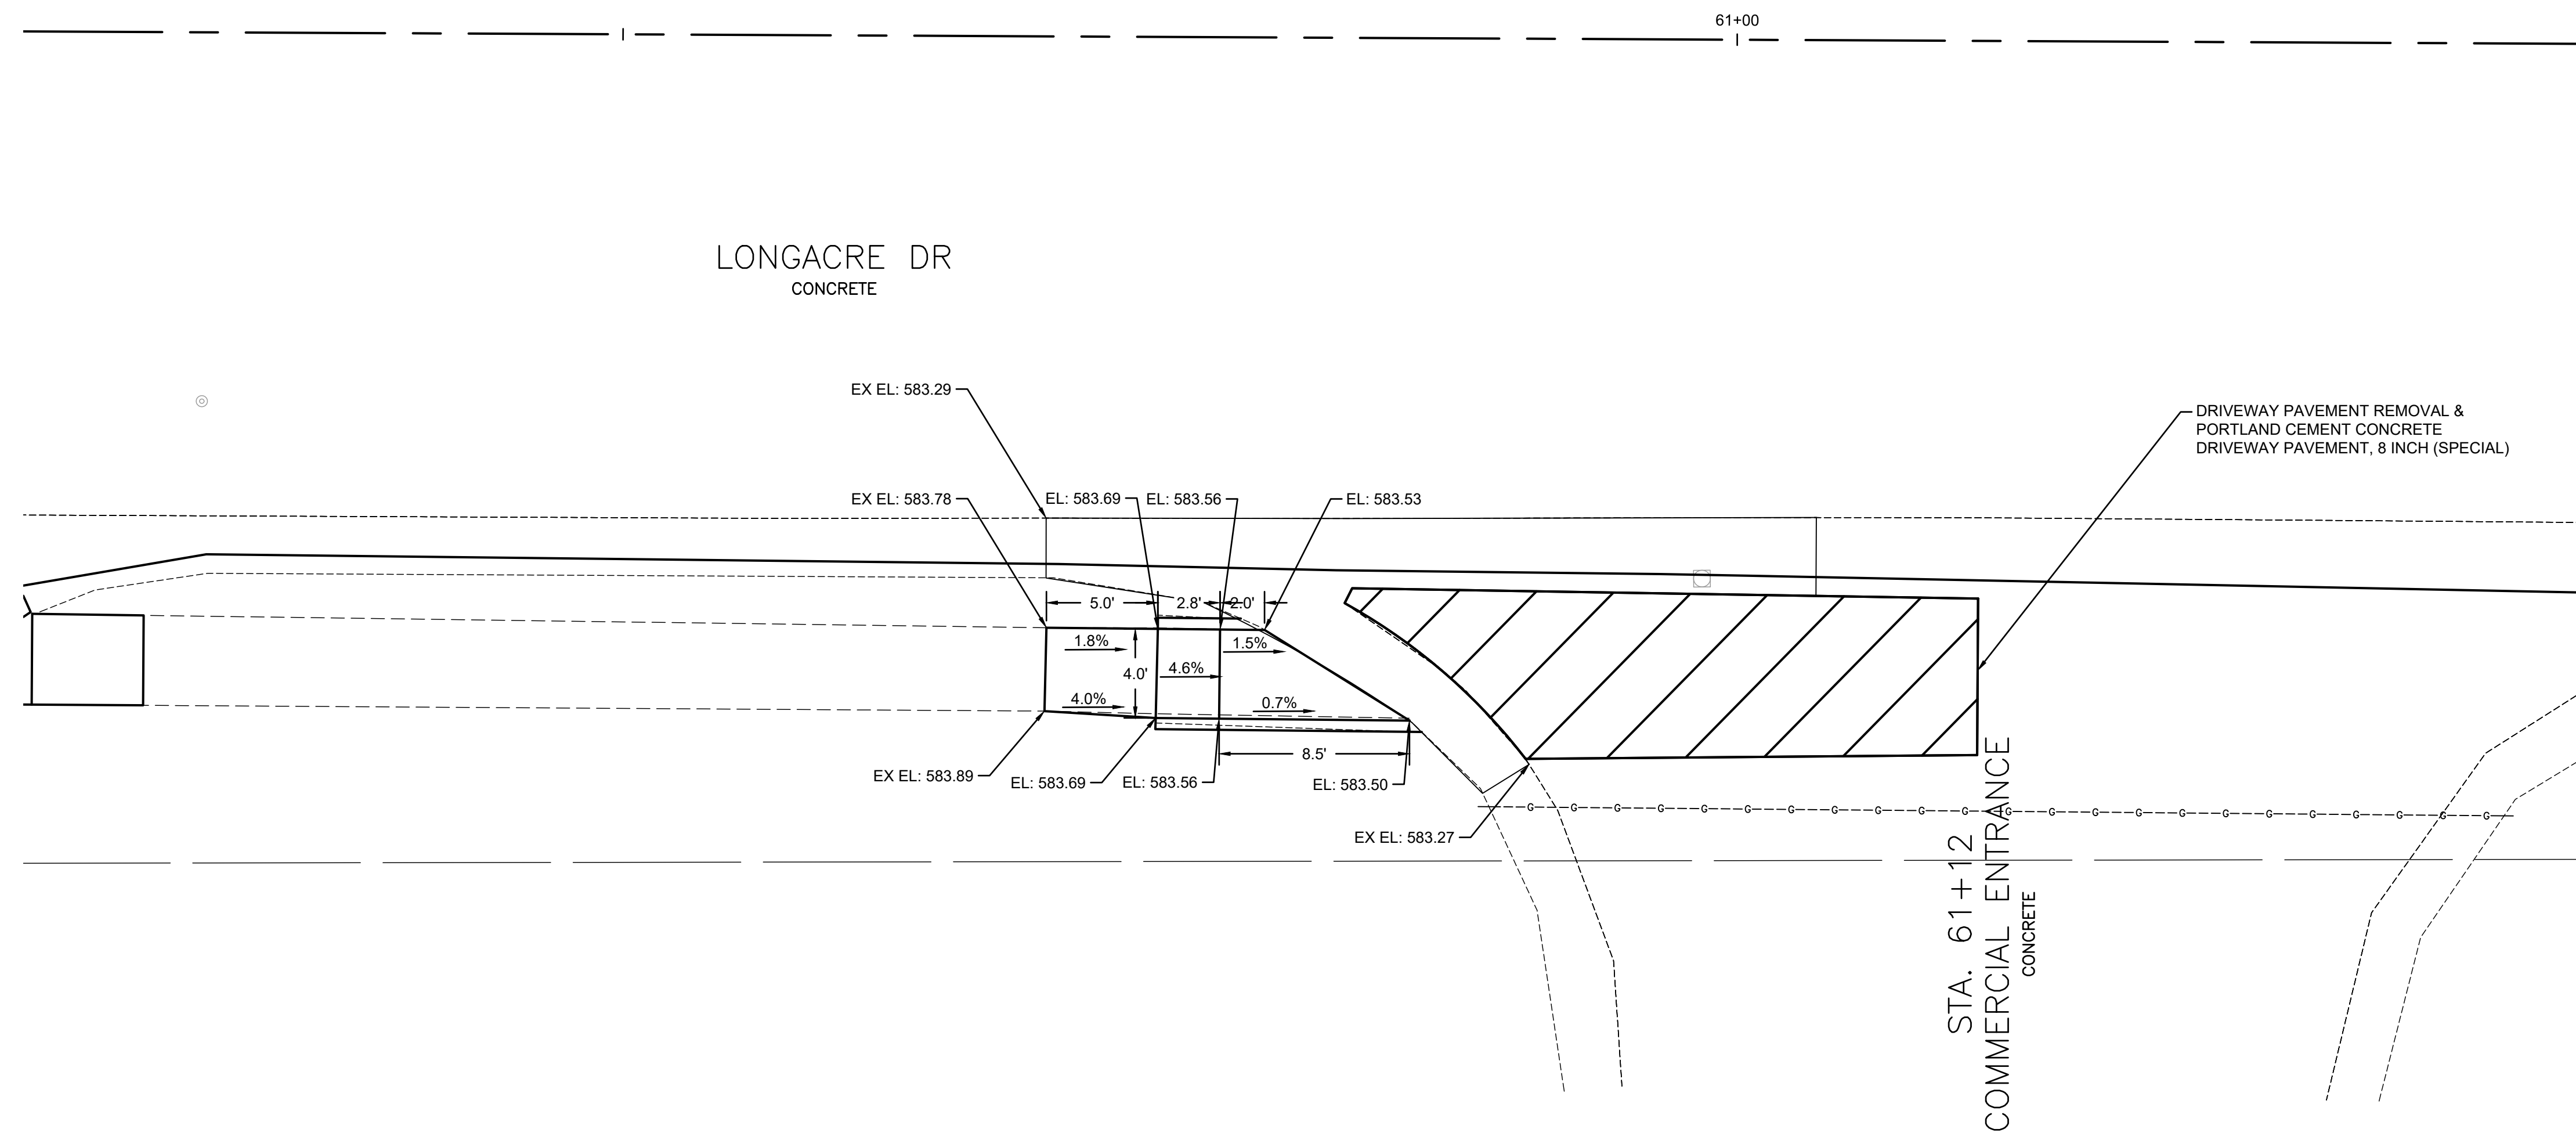 61+00
LONGACRE DR
CONCRETE
EX EL: 583.29
DRIVEWAY PAVEMENT REMOVAL &
PORTLAND CEMENT CONCRETE
DRIVEWAY PAVEMENT, 8 INCH (SPECIAL)
EX EL: 583.78
EL: 583.69
EL: 583.56
EL: 583.53
5.0'
2.8'
2.0'
1.8%
1.5%
4.0'
4.6%
4.0%
0.7%
8.5'
EX EL: 583.89
EL: 583.69
EL: 583.56
EL: 583.50
EX EL: 583.27
G G G G G G G G G G G G G G G G G G G G G G G
STA. 61+12
COMMERCIAL ENTRANCE
CONCRETE